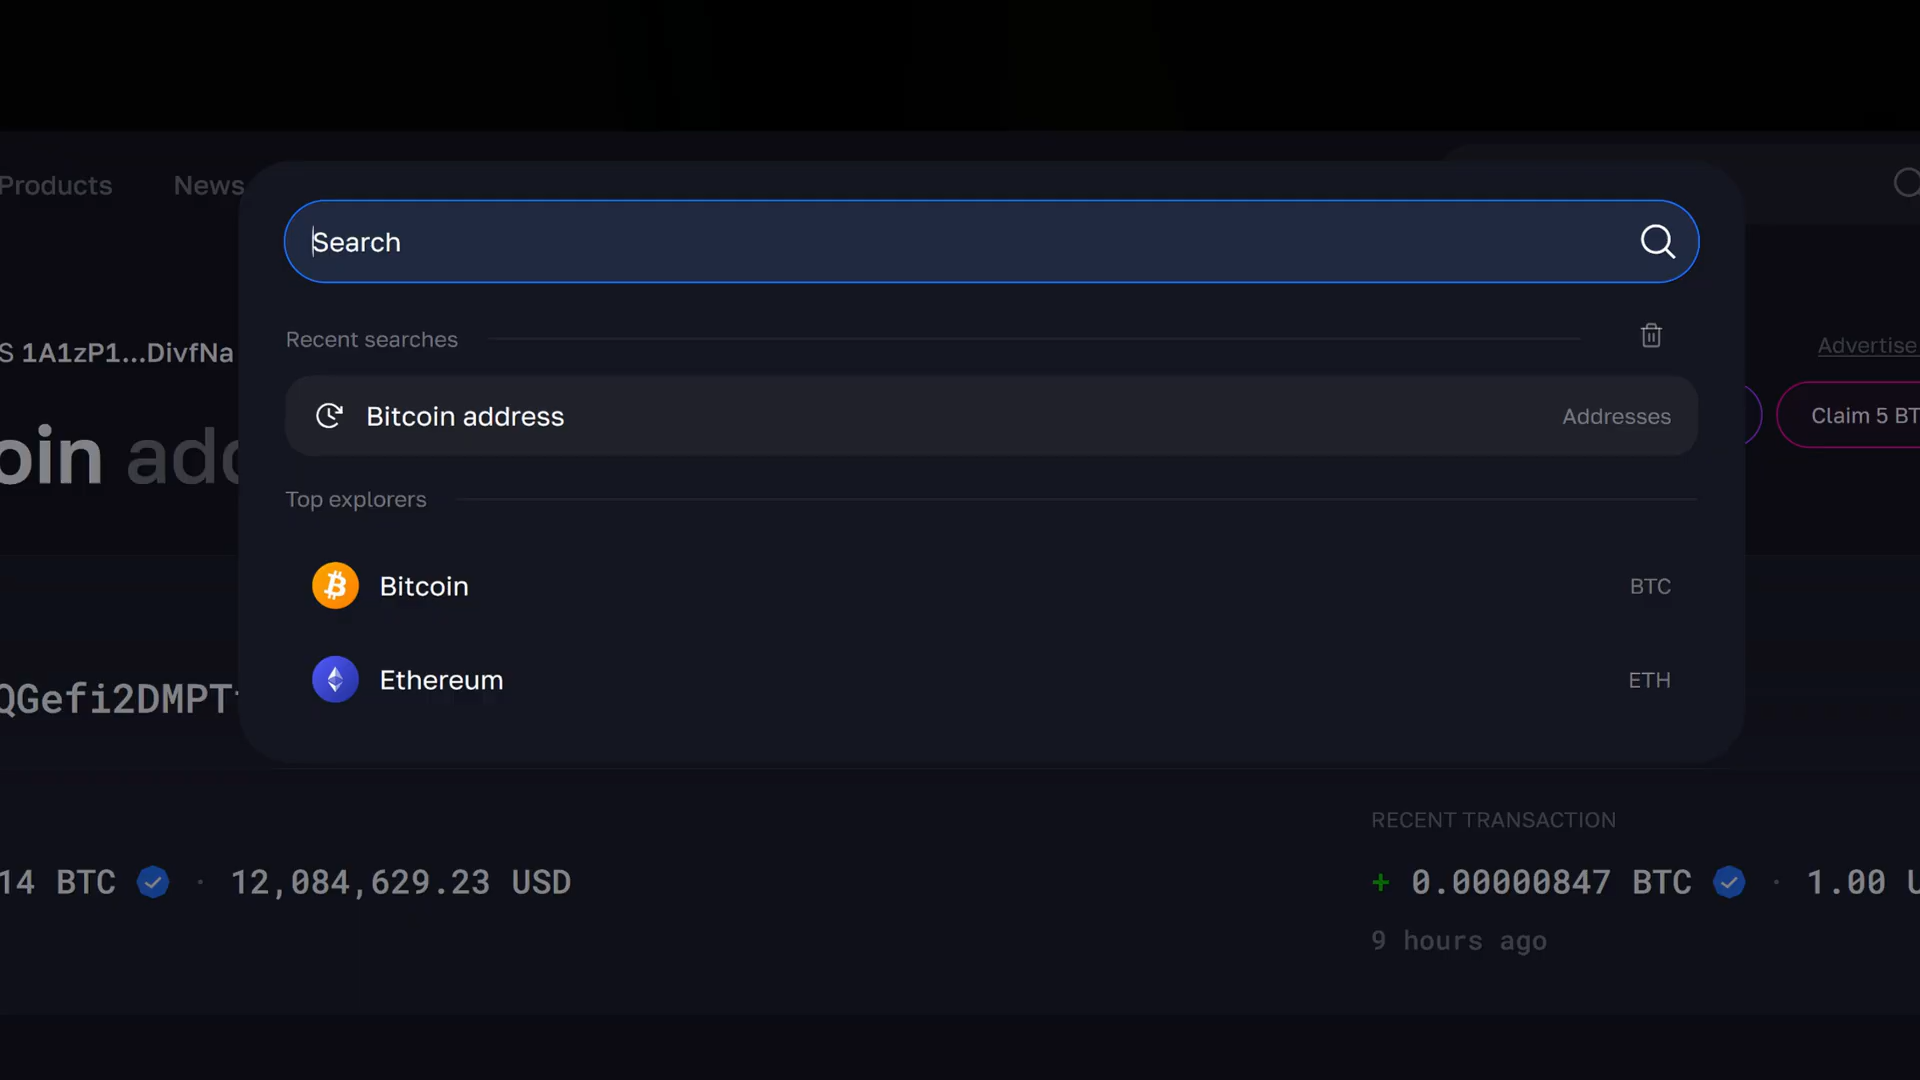 Products News
Search
Recent searches
S 1A1zP1...DivfNa
Advertise
Bitcoin address Addresses
Claim 5 BT
oin add
Top explorers
Bitcoin BTC
Ethereum ETH
QGefi2DMPT
RECENT TRANSACTION
14 BTC · 12,084,629.23 USD
+ 0.00000847 BTC · 1.00 U
9 hours ago